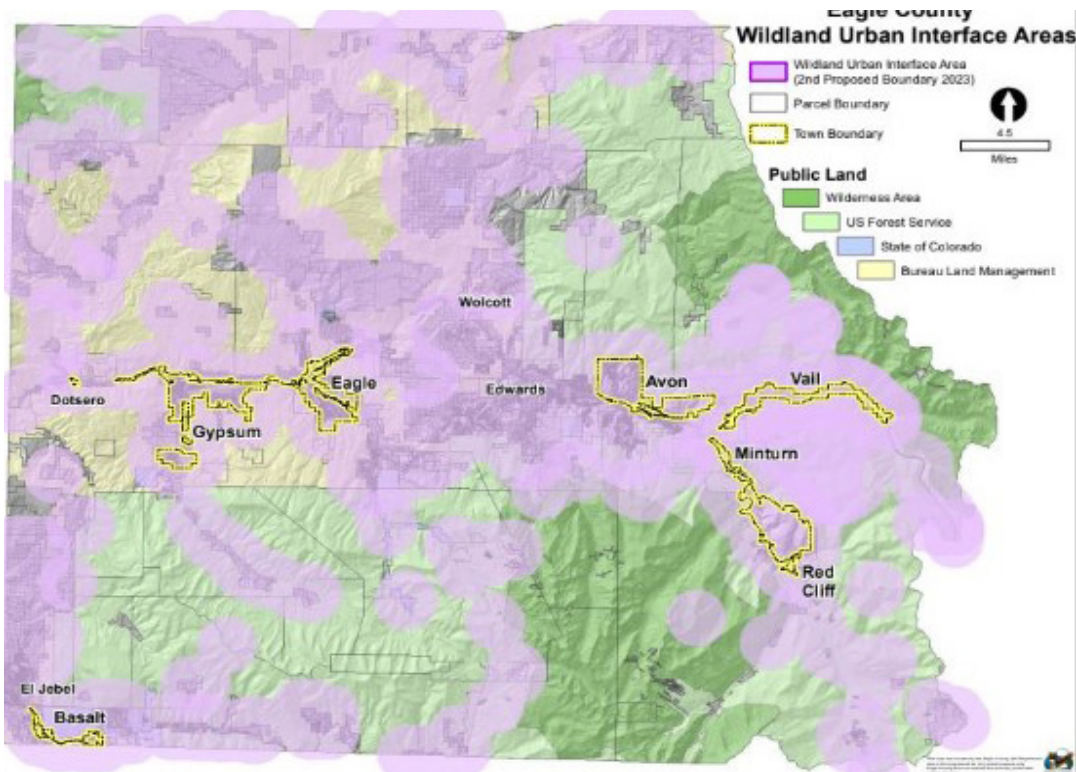 Eagle County
Wildland Urban Interface Areas
Wildland Urban Interface Area
(2nd Proposed Boundary 2023)
Parcel Boundary
Town Boundary
4.5
Miles
Public Land
Wilderness Area
US Forest Service
State of Colorado
Bureau Land Management
Wolcott
Edwards
Avon
Vail
Eagle
Dotsero
Gypsum
Minturn
Red
Cliff
El Jebel
Basalt